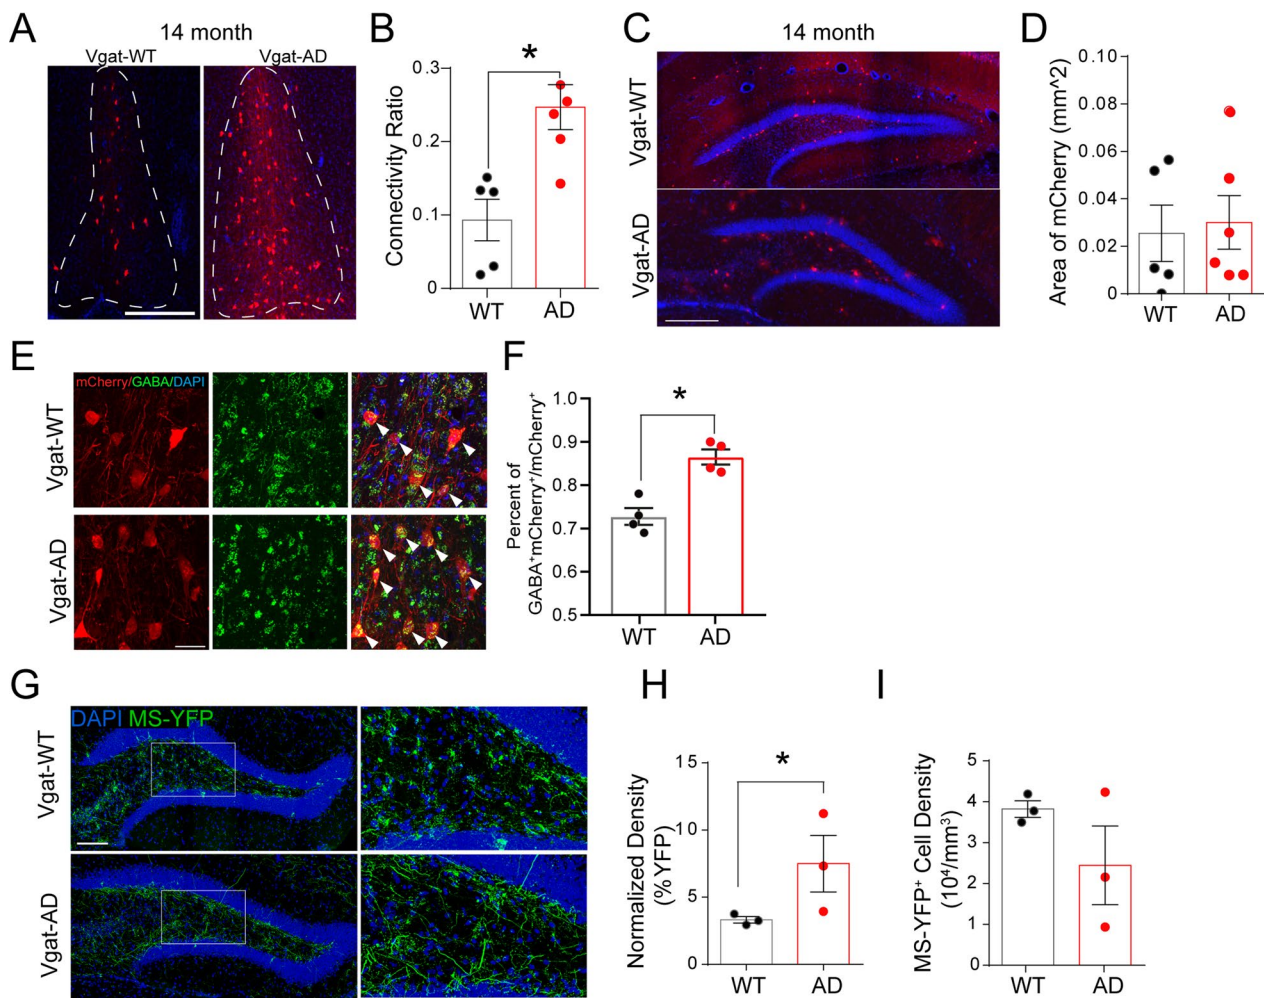 A
14 month
Vgat-WT
Vgat-AD
B
*
Connectivity Ratio
0.3
0.2
0.1
0
WT
AD
C
14 month
Vgat-WT
Vgat-AD
D
Area of mCherry (mm^2)
0.10
0.08
0.06
0.04
0.02
0
WT
AD
E
mCherry/GABA/DAPI
Vgat-WT
Vgat-AD
F
*
Percent of
GABA⁺mCherry⁺/mCherry⁺
1.0
0.9
0.8
0.7
0.6
0.5
WT
AD
G
DAPI MS-YFP
Vgat-WT
Vgat-AD
H
*
Normalized Density
(%YFP)
15
10
5
0
WT
AD
I
MS-YFP⁺ Cell Density
(10⁴/mm³)
5
4
3
2
1
0
WT
AD